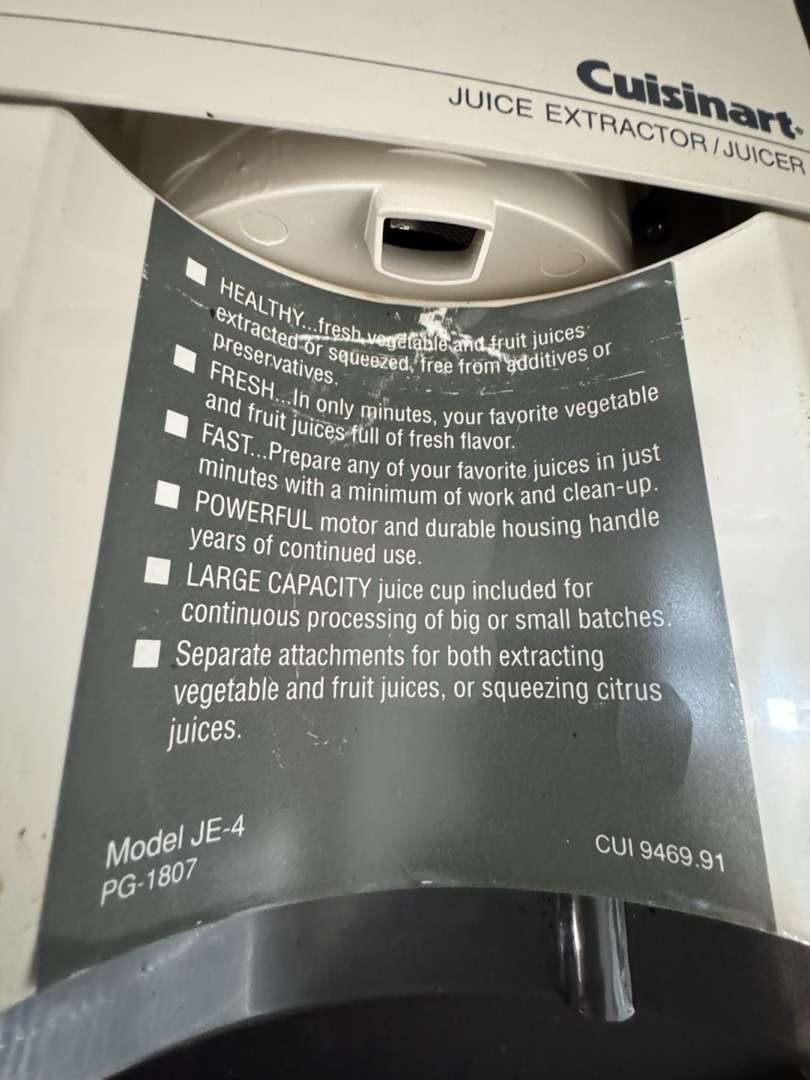 Cuisinart
JUICE EXTRACTOR/JUICER
■ HEALTHY...fresh vegetable and fruit juices
extracted or squeezed, free from additives or
preservatives.
■ FRESH...In only minutes, your favorite vegetable
and fruit juices full of fresh flavor.
■ FAST...Prepare any of your favorite juices in just
minutes with a minimum of work and clean-up.
■ POWERFUL motor and durable housing handle
years of continued use.
■ LARGE CAPACITY juice cup included for
continuous processing of big or small batches.
■ Separate attachments for both extracting
vegetable and fruit juices, or squeezing citrus
juices.
Model JE-4
PG-1807
CUI 9469.91